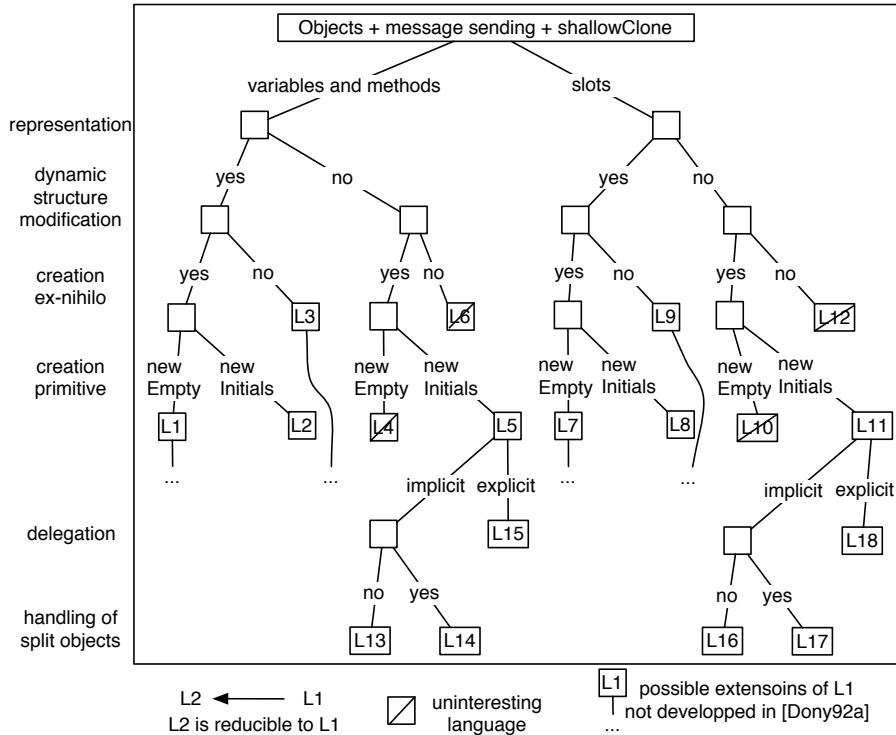 Objects + message sending + shallowClone
variables and methods
slots
representation
dynamic
structure
modification
yes
no
yes
no
creation
ex-nihilo
yes
no
yes
no
yes
no
yes
no
L3
L6
L9
L12
creation
primitive
new
Empty
new
Initials
new
Empty
new
Initials
new
Empty
new
Initials
new
Empty
new
Initials
L1
L2
L4
L5
L7
L8
L10
L11
...
...
...
...
implicit
explicit
implicit
explicit
delegation
L15
L18
no
yes
no
yes
handling of
split objects
L13
L14
L16
L17
L2
L1
L2 is reducible to L1
uninteresting
language
L1
possible extensoins of L1
not developped in [Dony92a]
...